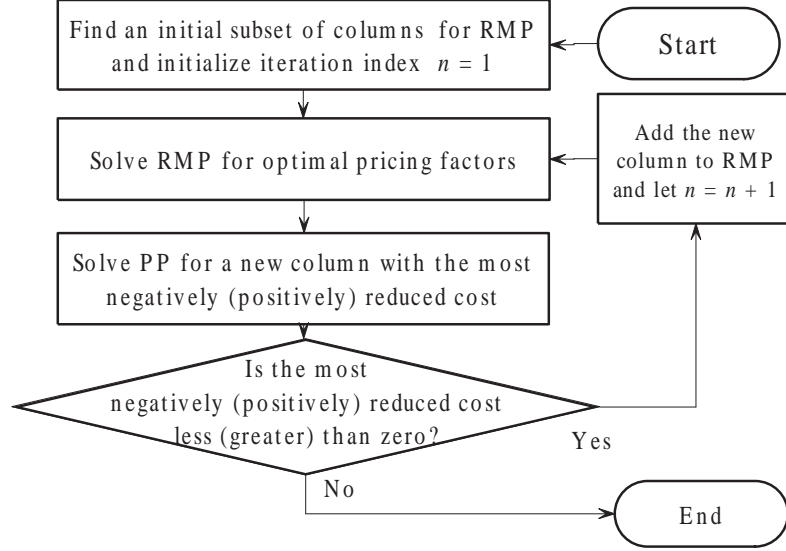 Find an initial subset of columns for RMP
and initialize iteration index n = 1
Start
Solve RMP for optimal pricing factors
Add the new
column to RMP
and let n = n + 1
Solve PP for a new column with the most
negatively (positively) reduced cost
Is the most
negatively (positively) reduced cost
less (greater) than zero?
Yes
No
End